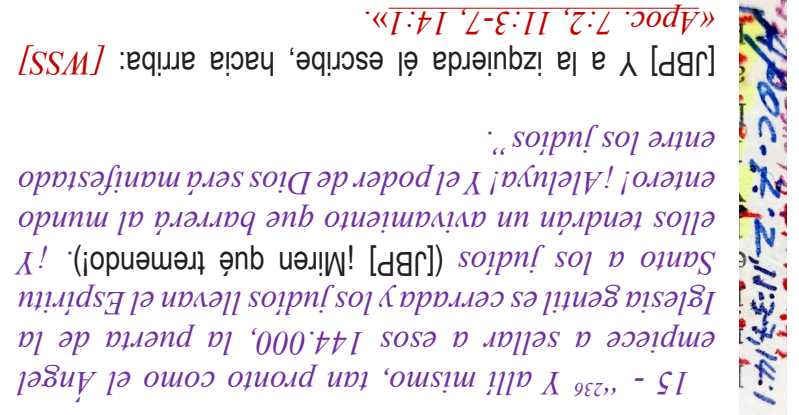 15 - “236 Y allí mismo, tan pronto como el Ángel
empiece a sellar a esos 144.000, la puerta de la
Iglesia gentil es cerrada y los judíos llevan el Espíritu
Santo a los judíos ([JBP] ¡Miren qué tremendo!). ¡Y
ellos tendrán un avivamiento que barrerá al mundo
entero! ¡Aleluya! Y el poder de Dios será manifestado
entre los judíos”.
[JBP] Y a la izquierda él escribe, hacia arriba: [WSS]
«Apoc. 7:2, 11:3-7, 14:1».
Apoc. 7:2, 11:3-7, 14:1